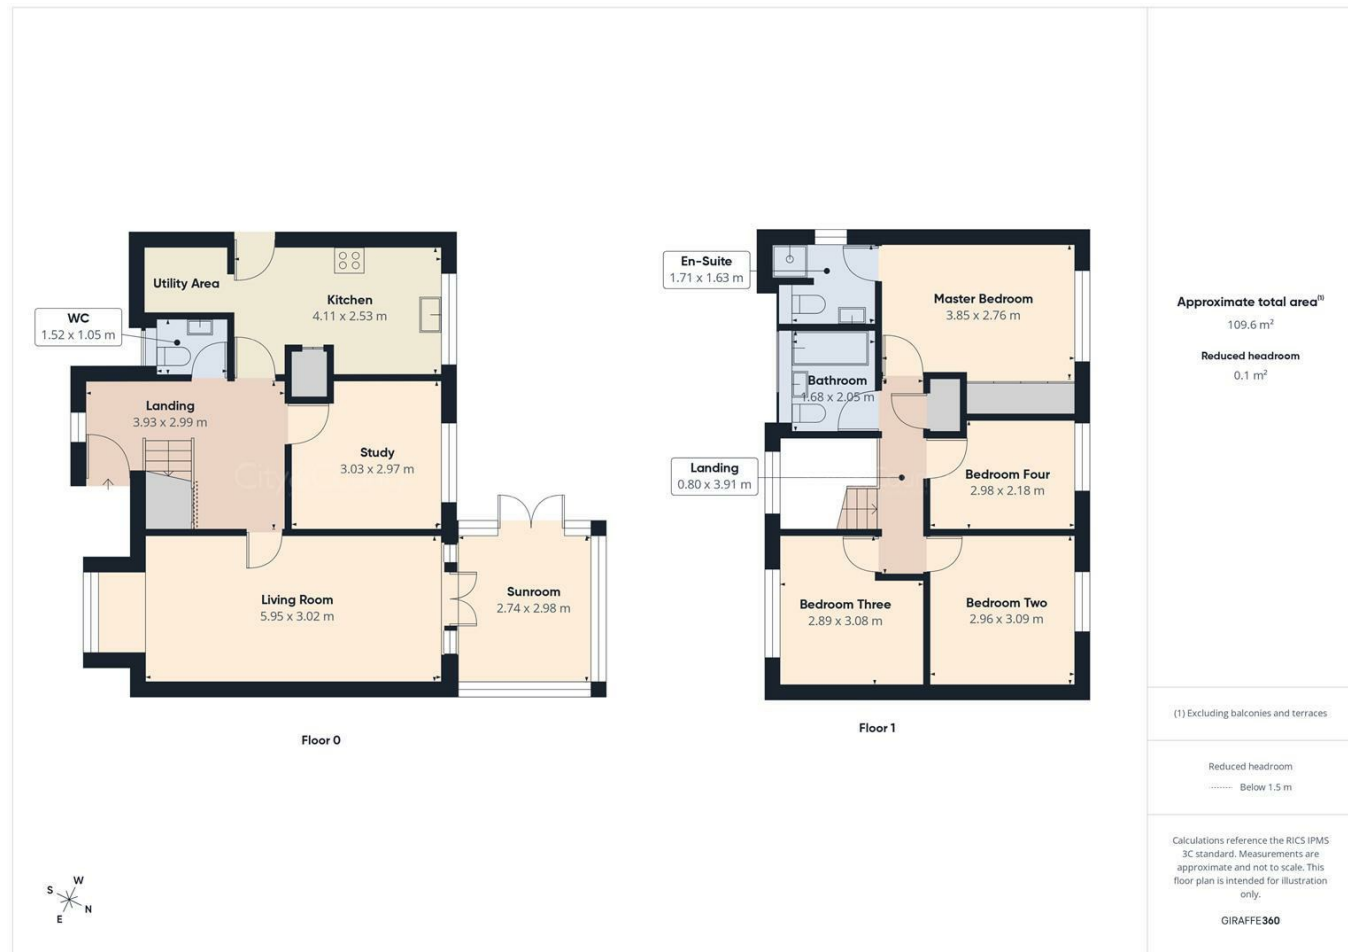 Utility Area
Kitchen
4.11 x 2.53 m
WC
1.52 x 1.05 m
Landing
3.93 x 2.99 m
Study
3.03 x 2.97 m
Living Room
5.95 x 3.02 m
Sunroom
2.74 x 2.98 m
Floor 0
En-Suite
1.71 x 1.63 m
Master Bedroom
3.85 x 2.76 m
Bathroom
1.68 x 2.05 m
Landing
0.80 x 3.91 m
Bedroom Four
2.98 x 2.18 m
Bedroom Three
2.89 x 3.08 m
Bedroom Two
2.96 x 3.09 m
Floor 1
Approximate total area(1)
109.6 m²
Reduced headroom
0.1 m²
(1) Excluding balconies and terraces
Reduced headroom
Below 1.5 m
Calculations reference the RICS IPMS
3C standard. Measurements are
approximate and not to scale. This
floor plan is intended for illustration
only.
GIRAFFE360
S
W
E
N